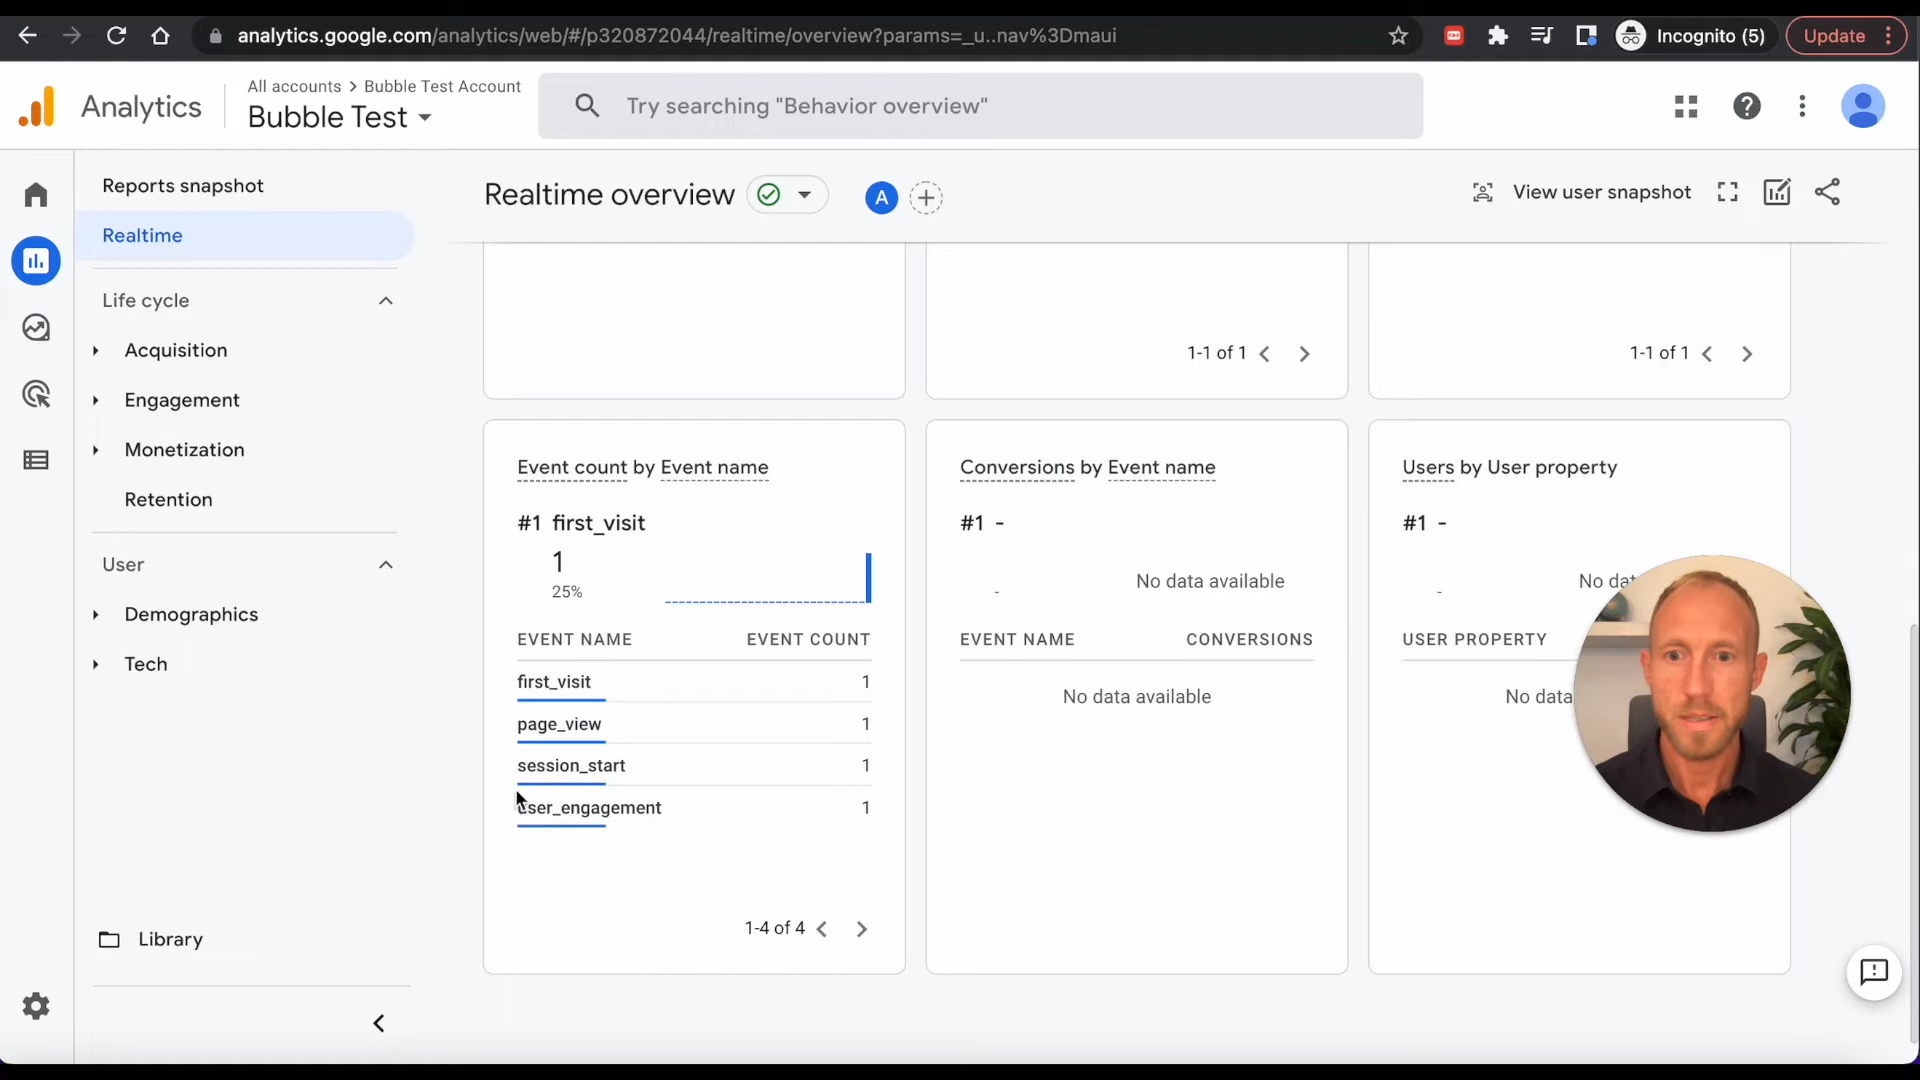 analytics.google.com/analytics/web/#/p320872044/realtime/overview?params=_u..nav%3Dmaui
Incognito (5)
Update
Analytics
All accounts > Bubble Test Account
Bubble Test
Try searching "Behavior overview"
Reports snapshot
Realtime
Life cycle
Acquisition
Engagement
Monetization
Retention
User
Demographics
Tech
Library
Realtime overview
A
View user snapshot
1-1 of 1
1-1 of 1
Event count by Event name
#1 first_visit
1
25%
EVENT NAME EVENT COUNT
first_visit 1
page_view 1
session_start 1
user_engagement 1
1-4 of 4
Conversions by Event name
#1 -
No data available
-
EVENT NAME CONVERSIONS
No data available
Users by User property
#1 -
No dat
-
USER PROPERTY
No data